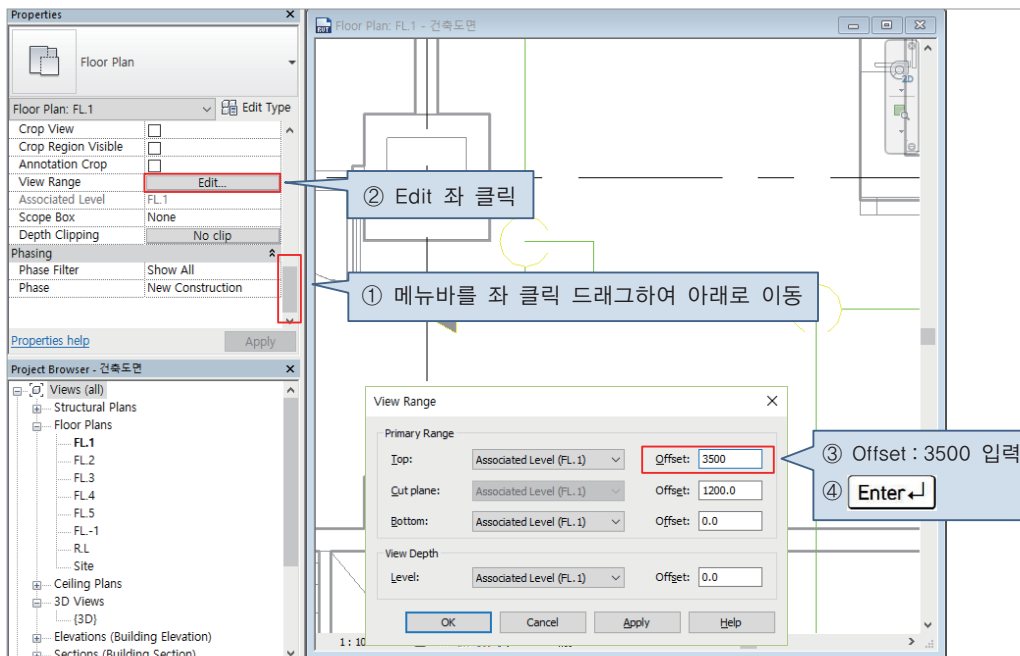 Properties
Floor Plan
Floor Plan: FL.1
Edit Type
Crop View
Crop Region Visible
Annotation Crop
View Range Edit...
Associated Level FL.1
Scope Box None
Depth Clipping No clip
Phasing
Phase Filter Show All
Phase New Construction
Properties help Apply
Project Browser - 건축도면
Views (all)
Structural Plans
Floor Plans
FL.1
FL.2
FL.3
FL.4
FL.5
FL.-1
R.L
Site
Ceiling Plans
3D Views
{3D}
Elevations (Building Elevation)
Sections (Building Section)
Floor Plan: FL.1 - 건축도면
2D
② Edit 좌 클릭
① 메뉴바를 좌 클릭 드래그하여 아래로 이동
View Range
Primary Range
Top: Associated Level (FL.1) Offset: 3500
Cut plane: Associated Level (FL.1) Offset: 1200.0
Bottom: Associated Level (FL.1) Offset: 0.0
View Depth
Level: Associated Level (FL.1) Offset: 0.0
OK Cancel Apply Help
③ Offset : 3500 입력
④ Enter↵
1 : 10